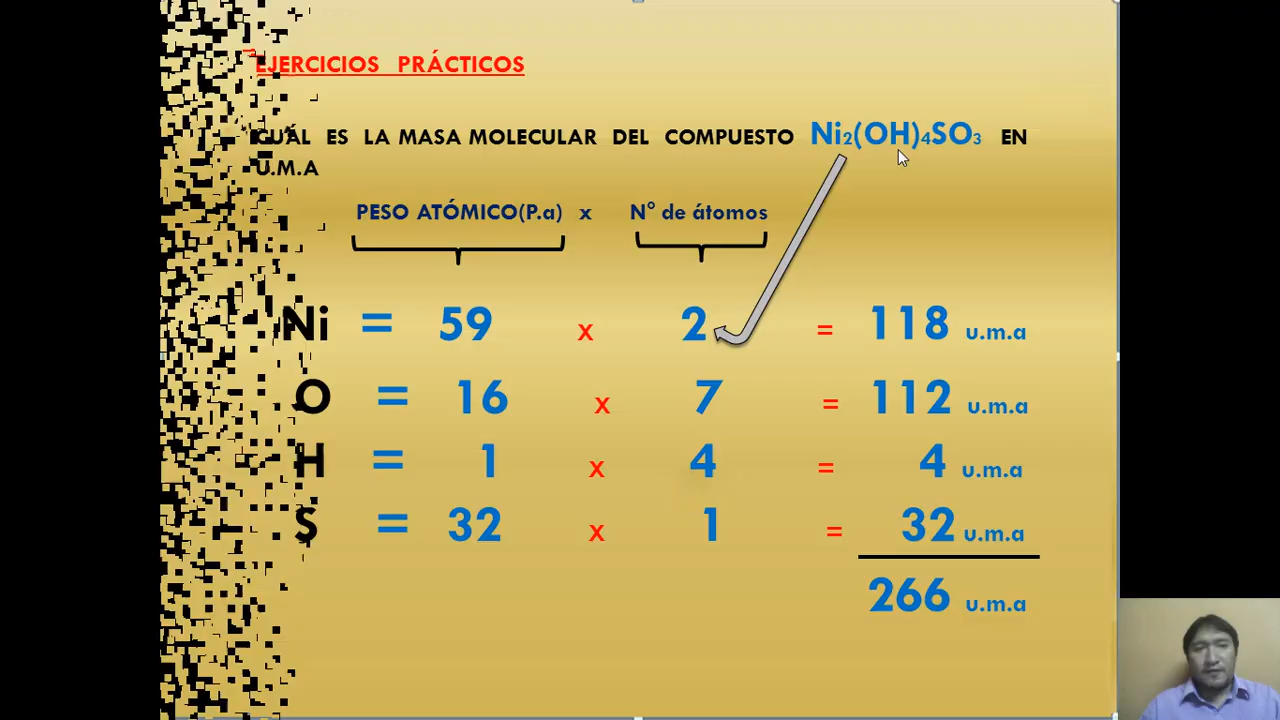 EJERCICIOS PRÁCTICOS
CUÁL ES LA MASA MOLECULAR DEL COMPUESTO Ni₂(OH)₄SO₃ EN
U.M.A
PESO ATÓMICO(P.a) x N° de átomos
Ni = 59 x 2 = 118 u.m.a
O = 16 x 7 = 112 u.m.a
H = 1 x 4 = 4 u.m.a
S = 32 x 1 = 32 u.m.a
266 u.m.a